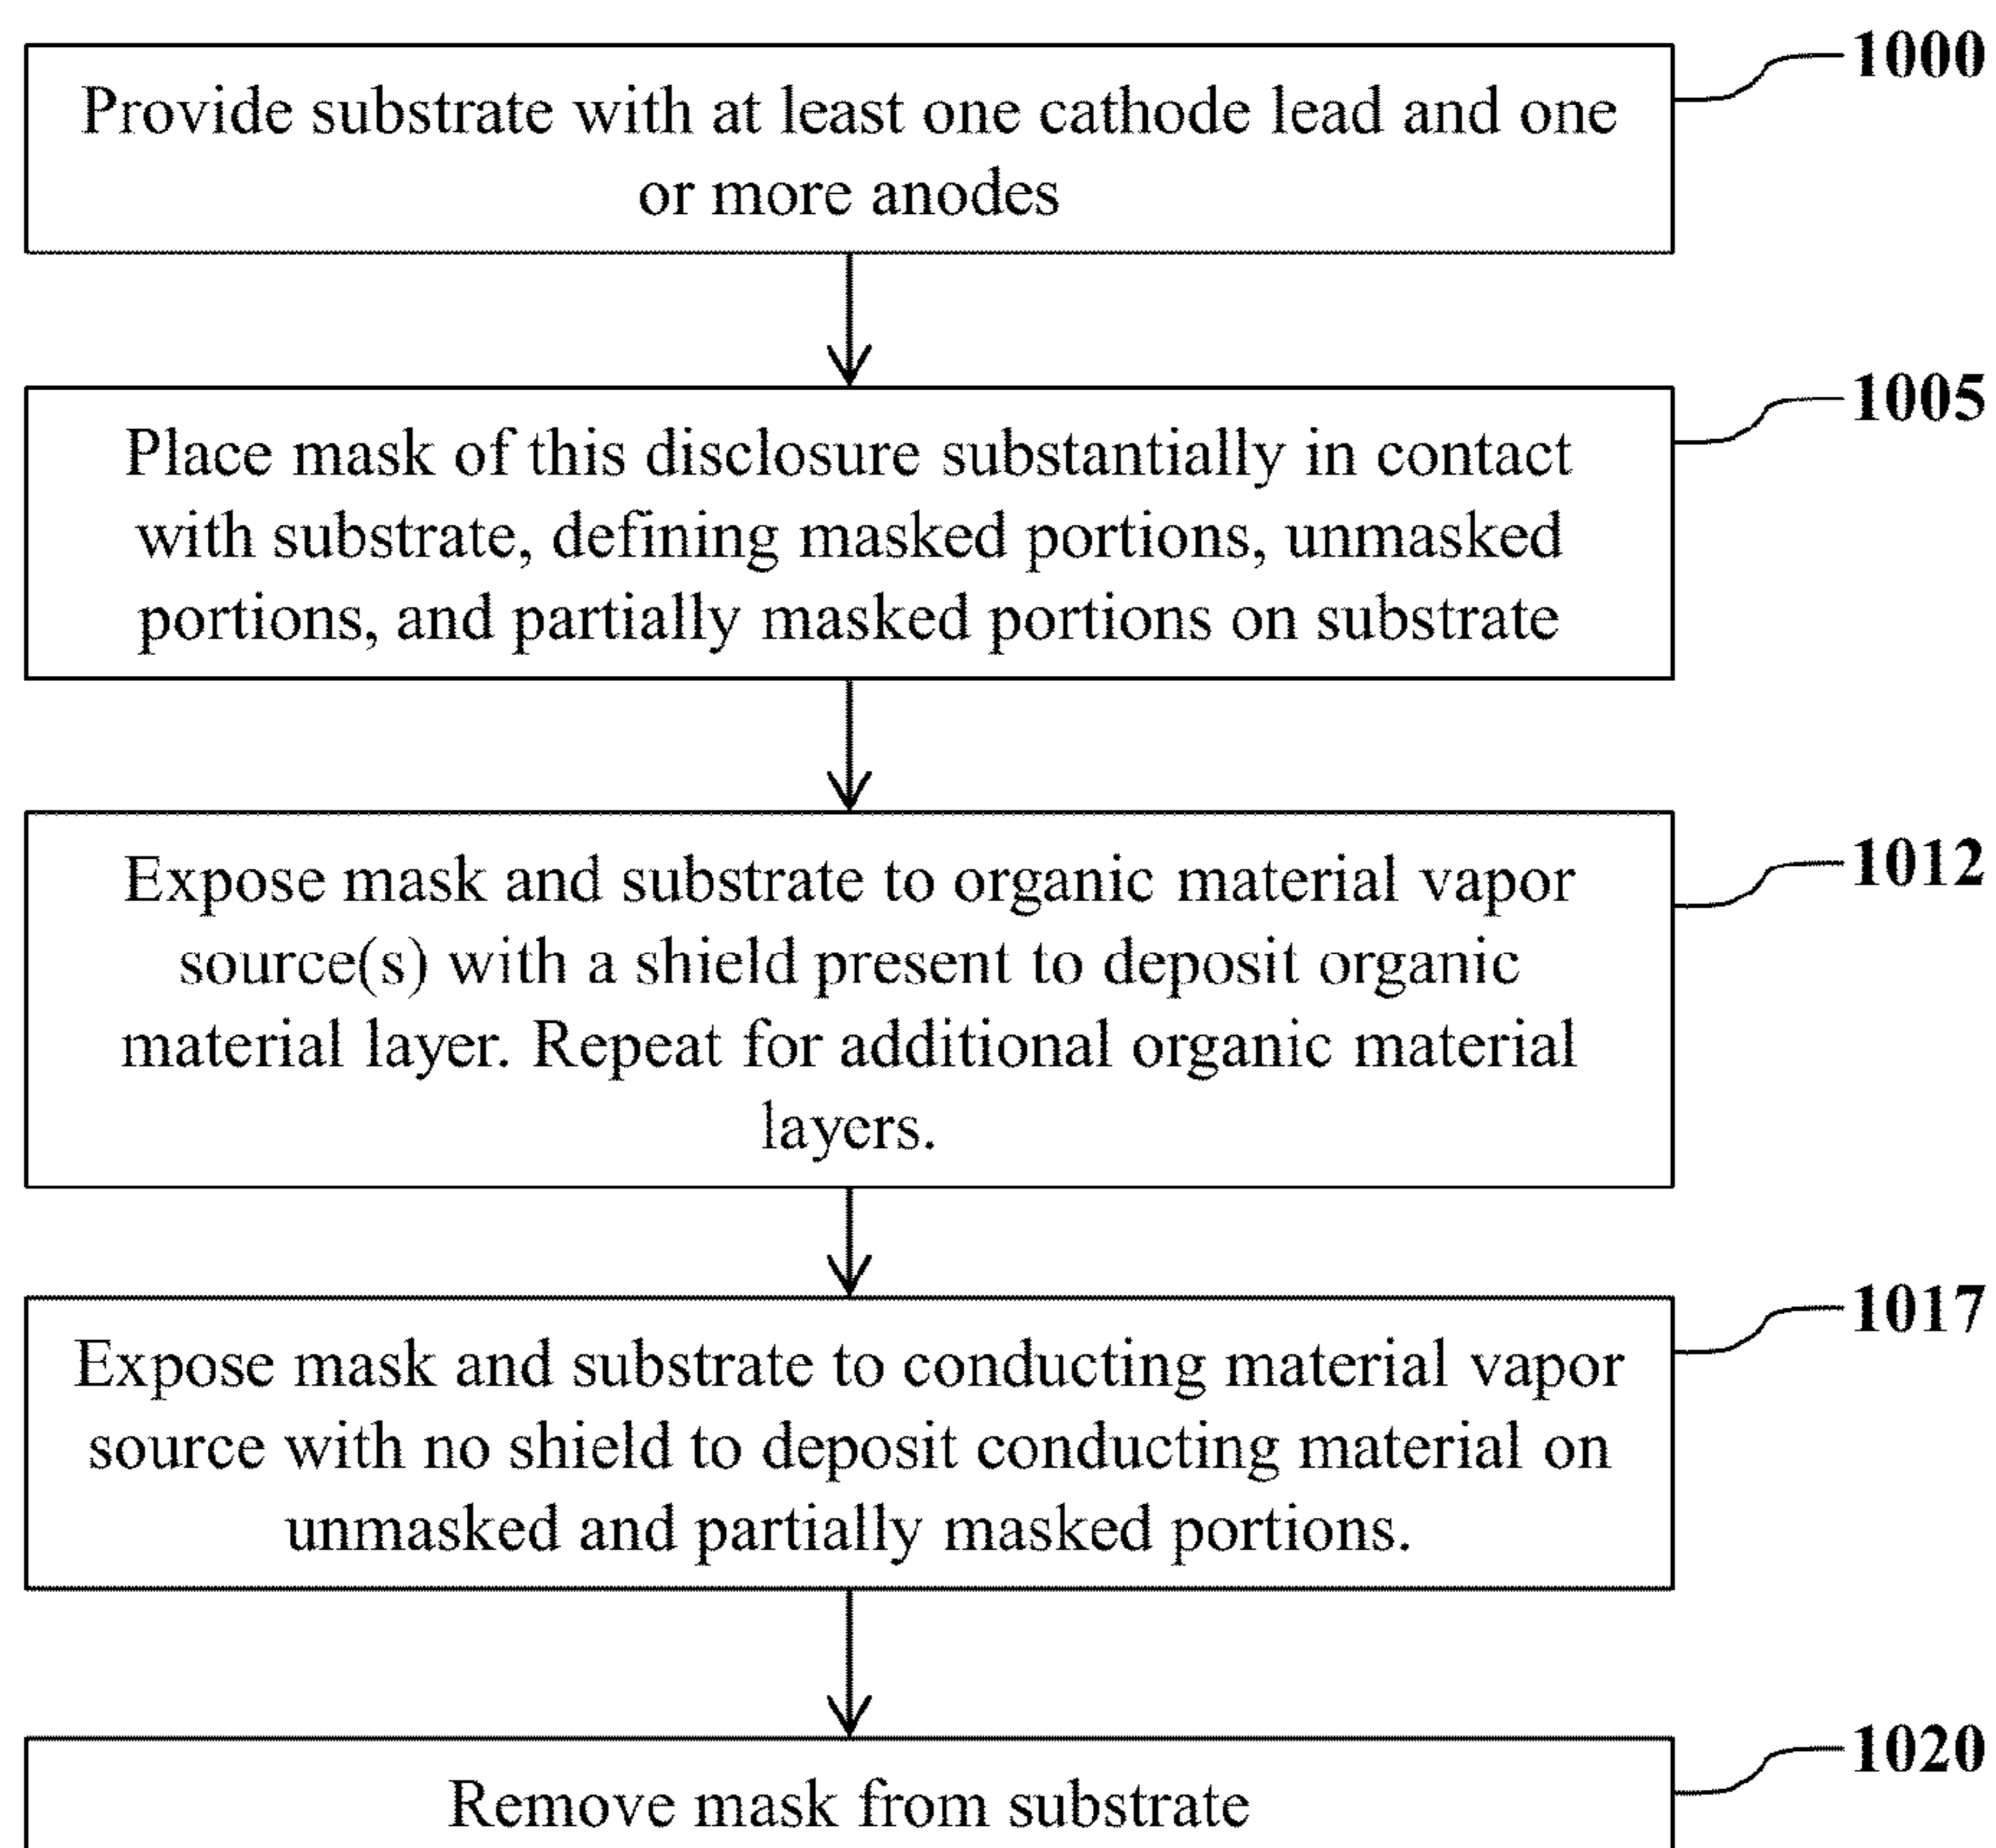 1000
Provide substrate with at least one cathode lead and one
or more anodes
1005
Place mask of this disclosure substantially in contact
with substrate, defining masked portions, unmasked
portions, and partially masked portions on substrate
1012
Expose mask and substrate to organic material vapor
source(s) with a shield present to deposit organic
material layer. Repeat for additional organic material
layers.
1017
Expose mask and substrate to conducting material vapor
source with no shield to deposit conducting material on
unmasked and partially masked portions.
1020
Remove mask from substrate